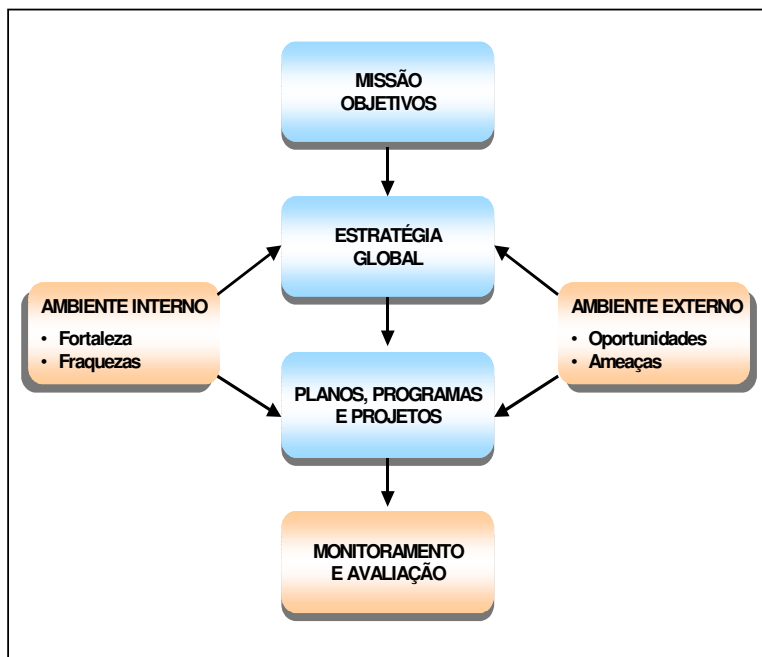 MISSÃO
OBJETIVOS
ESTRATÉGIA
GLOBAL
AMBIENTE INTERNO
• Fortaleza
• Fraquezas
AMBIENTE EXTERNO
• Oportunidades
• Ameaças
PLANOS, PROGRAMAS
E PROJETOS
MONITORAMENTO
E AVALIAÇÃO